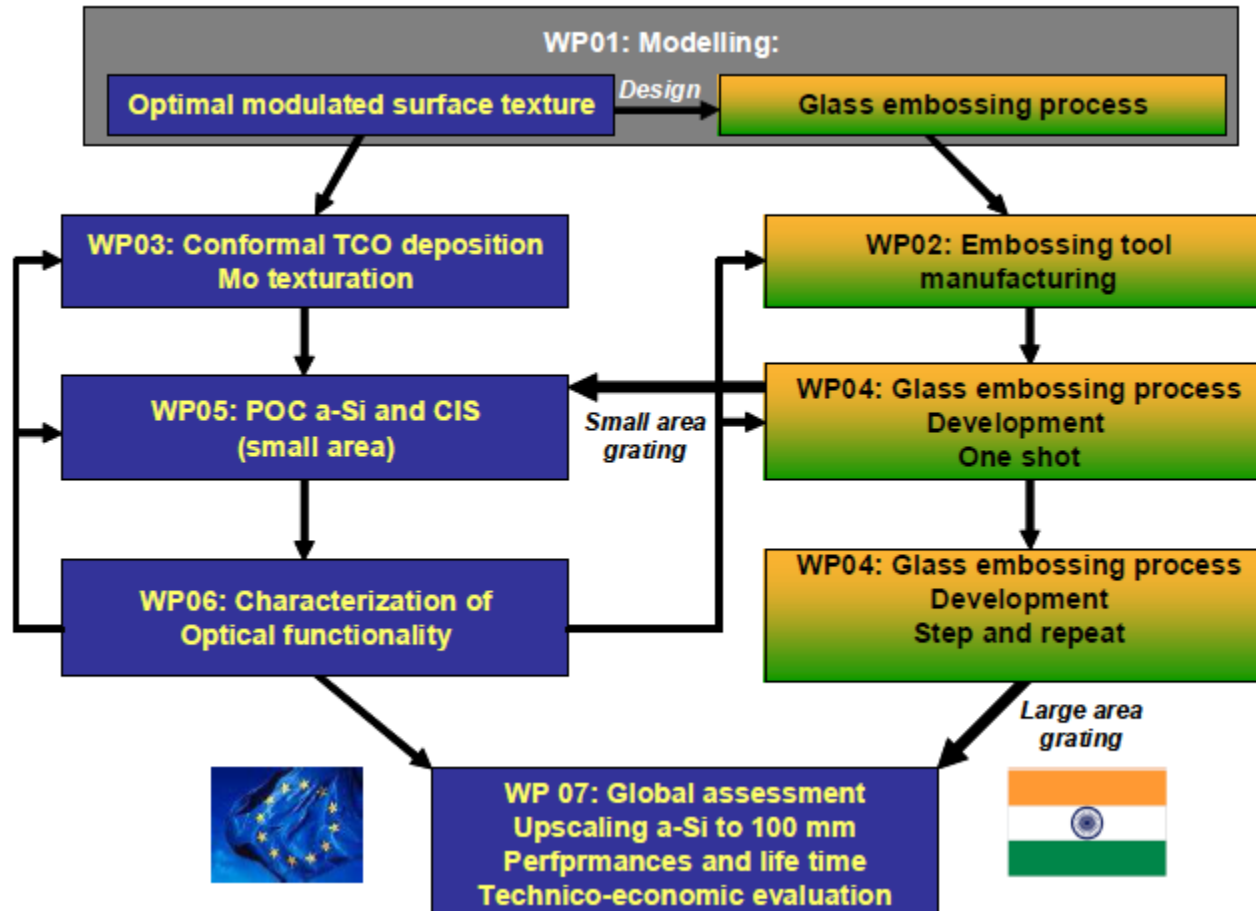 WP01: Modelling:
Optimal modulated surface texture
Design
Glass embossing process
WP03: Conformal TCO deposition
Mo texturation
WP02: Embossing tool
manufacturing
WP05: POC a-Si and CIS
(small area)
Small area
grating
WP04: Glass embossing process
Development
One shot
WP06: Characterization of
Optical functionality
WP04: Glass embossing process
Development
Step and repeat
Large area
grating
WP 07: Global assessment
Upscaling a-Si to 100 mm
Perfprmances and life time
Technico-economic evaluation